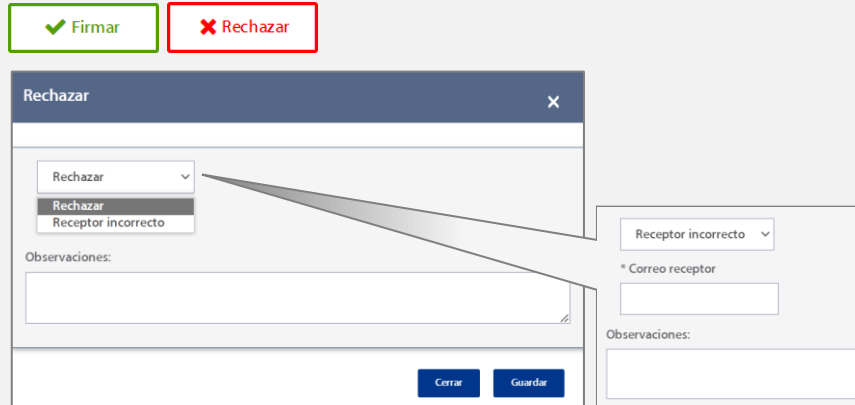 Firmar
Rechazar
Rechazar
Rechazar
Rechazar
Receptor incorrecto
Observaciones:
Cerrar
Guardar
Receptor incorrecto
* Correo receptor
Observaciones: